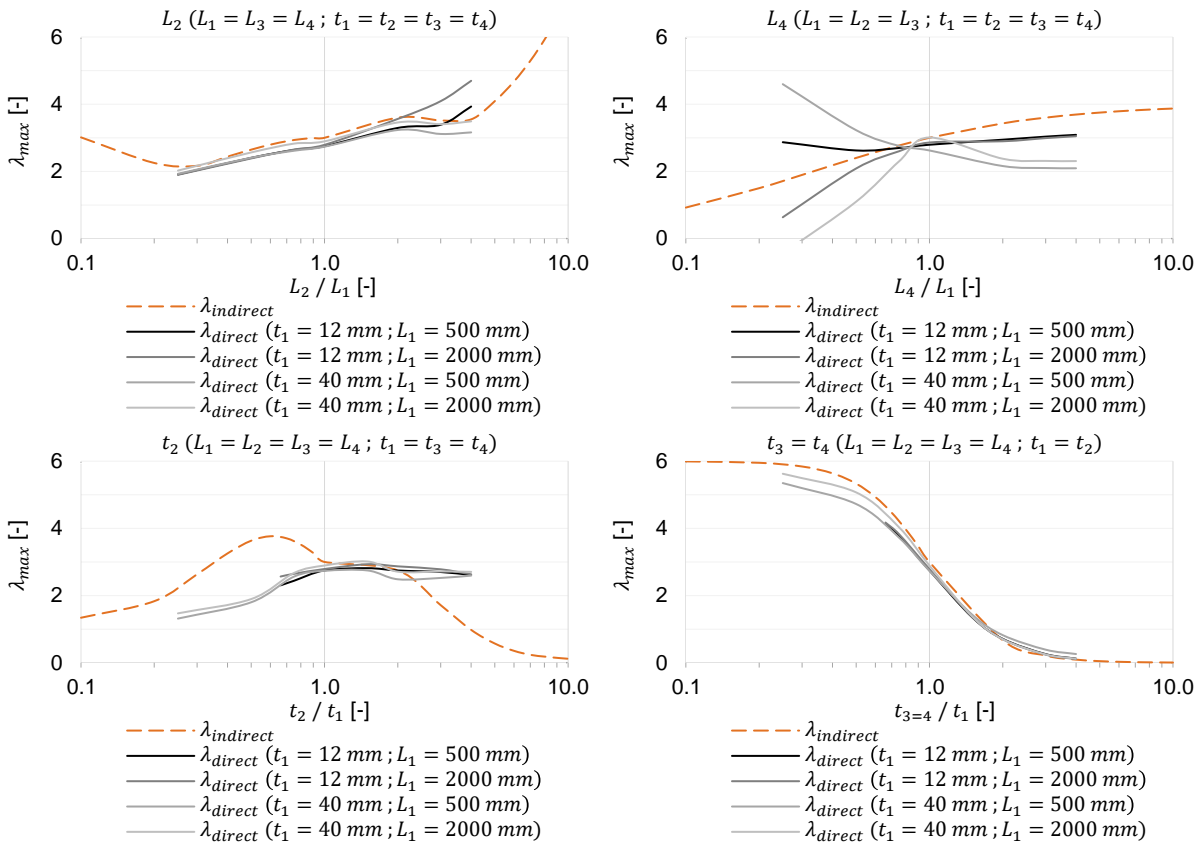 L₂ (L₁ = L₃ = L₄ ; t₁ = t₂ = t₃ = t₄)
6
4
2
0
λₘₐₓ [-]
0.1
1.0
10.0
L₂ / L₁ [-]
λᵢₙdᵢᵣₑcₜ
λdᵢᵣₑcₜ (t₁ = 12 mm ; L₁ = 500 mm)
λdᵢᵣₑcₜ (t₁ = 12 mm ; L₁ = 2000 mm)
λdᵢᵣₑcₜ (t₁ = 40 mm ; L₁ = 500 mm)
λdᵢᵣₑcₜ (t₁ = 40 mm ; L₁ = 2000 mm)
L₄ (L₁ = L₂ = L₃ ; t₁ = t₂ = t₃ = t₄)
6
4
2
0
λₘₐₓ [-]
0.1
1.0
10.0
L₄ / L₁ [-]
λᵢₙdᵢᵣₑcₜ
λdᵢᵣₑcₜ (t₁ = 12 mm ; L₁ = 500 mm)
λdᵢᵣₑcₜ (t₁ = 12 mm ; L₁ = 2000 mm)
λdᵢᵣₑcₜ (t₁ = 40 mm ; L₁ = 500 mm)
λdᵢᵣₑcₜ (t₁ = 40 mm ; L₁ = 2000 mm)
t₂ (L₁ = L₂ = L₃ = L₄ ; t₁ = t₃ = t₄)
6
4
2
0
λₘₐₓ [-]
0.1
1.0
10.0
t₂ / t₁ [-]
λᵢₙdᵢᵣₑcₜ
λdᵢᵣₑcₜ (t₁ = 12 mm ; L₁ = 500 mm)
λdᵢᵣₑcₜ (t₁ = 12 mm ; L₁ = 2000 mm)
λdᵢᵣₑcₜ (t₁ = 40 mm ; L₁ = 500 mm)
λdᵢᵣₑcₜ (t₁ = 40 mm ; L₁ = 2000 mm)
t₃ = t₄ (L₁ = L₂ = L₃ = L₄ ; t₁ = t₂)
6
4
2
0
λₘₐₓ [-]
0.1
1.0
10.0
t₃₌₄ / t₁ [-]
λᵢₙdᵢᵣₑcₜ
λdᵢᵣₑcₜ (t₁ = 12 mm ; L₁ = 500 mm)
λdᵢᵣₑcₜ (t₁ = 12 mm ; L₁ = 2000 mm)
λdᵢᵣₑcₜ (t₁ = 40 mm ; L₁ = 500 mm)
λdᵢᵣₑcₜ (t₁ = 40 mm ; L₁ = 2000 mm)